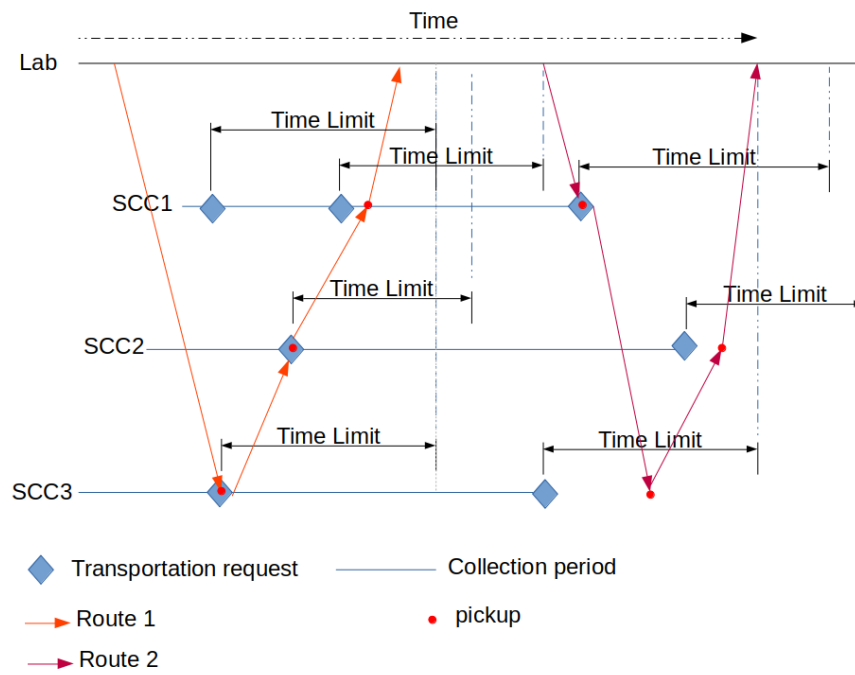 Time
Lab
Time Limit
Time Limit
Time Limit
SCC1
Time Limit
Time Limit
SCC2
Time Limit
Time Limit
SCC3
Transportation request
Collection period
Route 1
pickup
Route 2